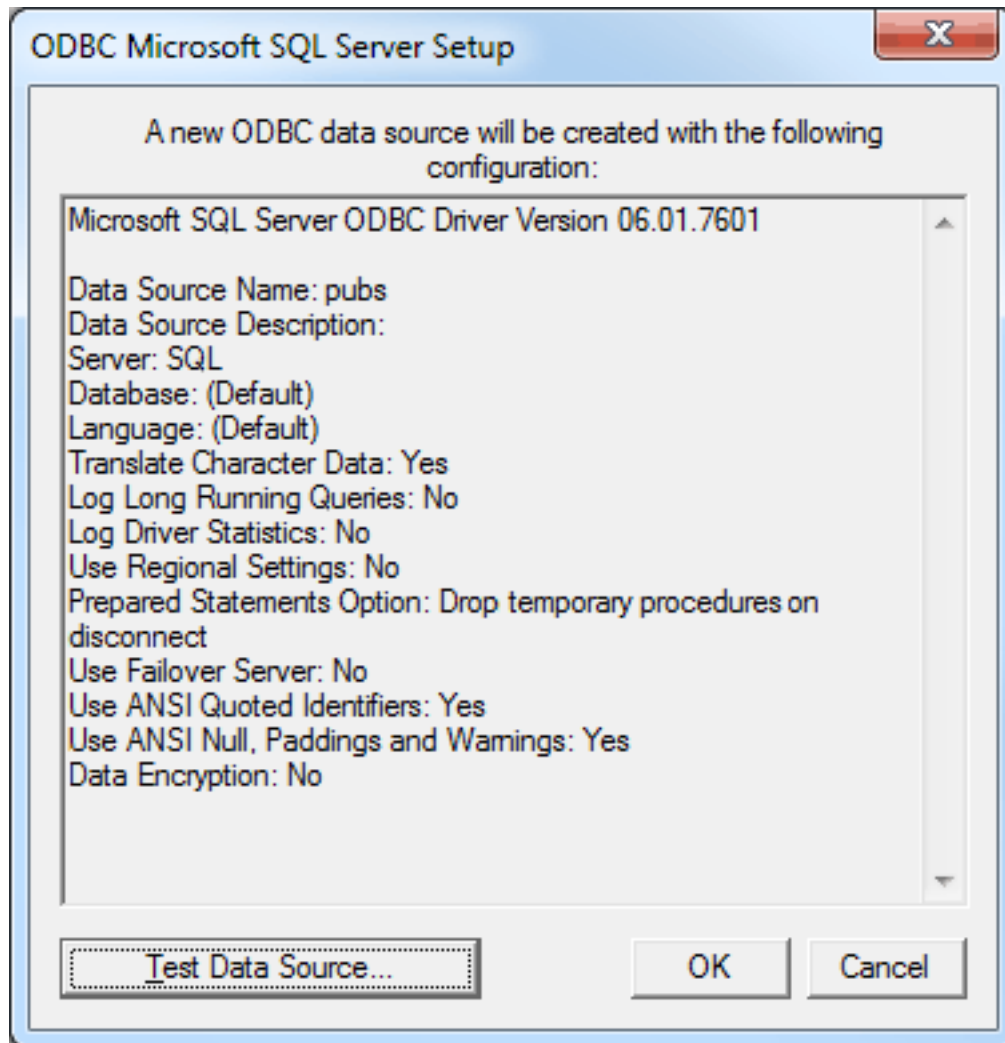 ODBC Microsoft SQL Server Setup
A new ODBC data source will be created with the following
configuration:
Microsoft SQL Server ODBC Driver Version 06.01.7601
Data Source Name: pubs
Data Source Description:
Server: SQL
Database: (Default)
Language: (Default)
Translate Character Data: Yes
Log Long Running Queries: No
Log Driver Statistics: No
Use Regional Settings: No
Prepared Statements Option: Drop temporary procedures on
disconnect
Use Failover Server: No
Use ANSI Quoted Identifiers: Yes
Use ANSI Null, Paddings and Warnings: Yes
Data Encryption: No
Test Data Source... OK Cancel